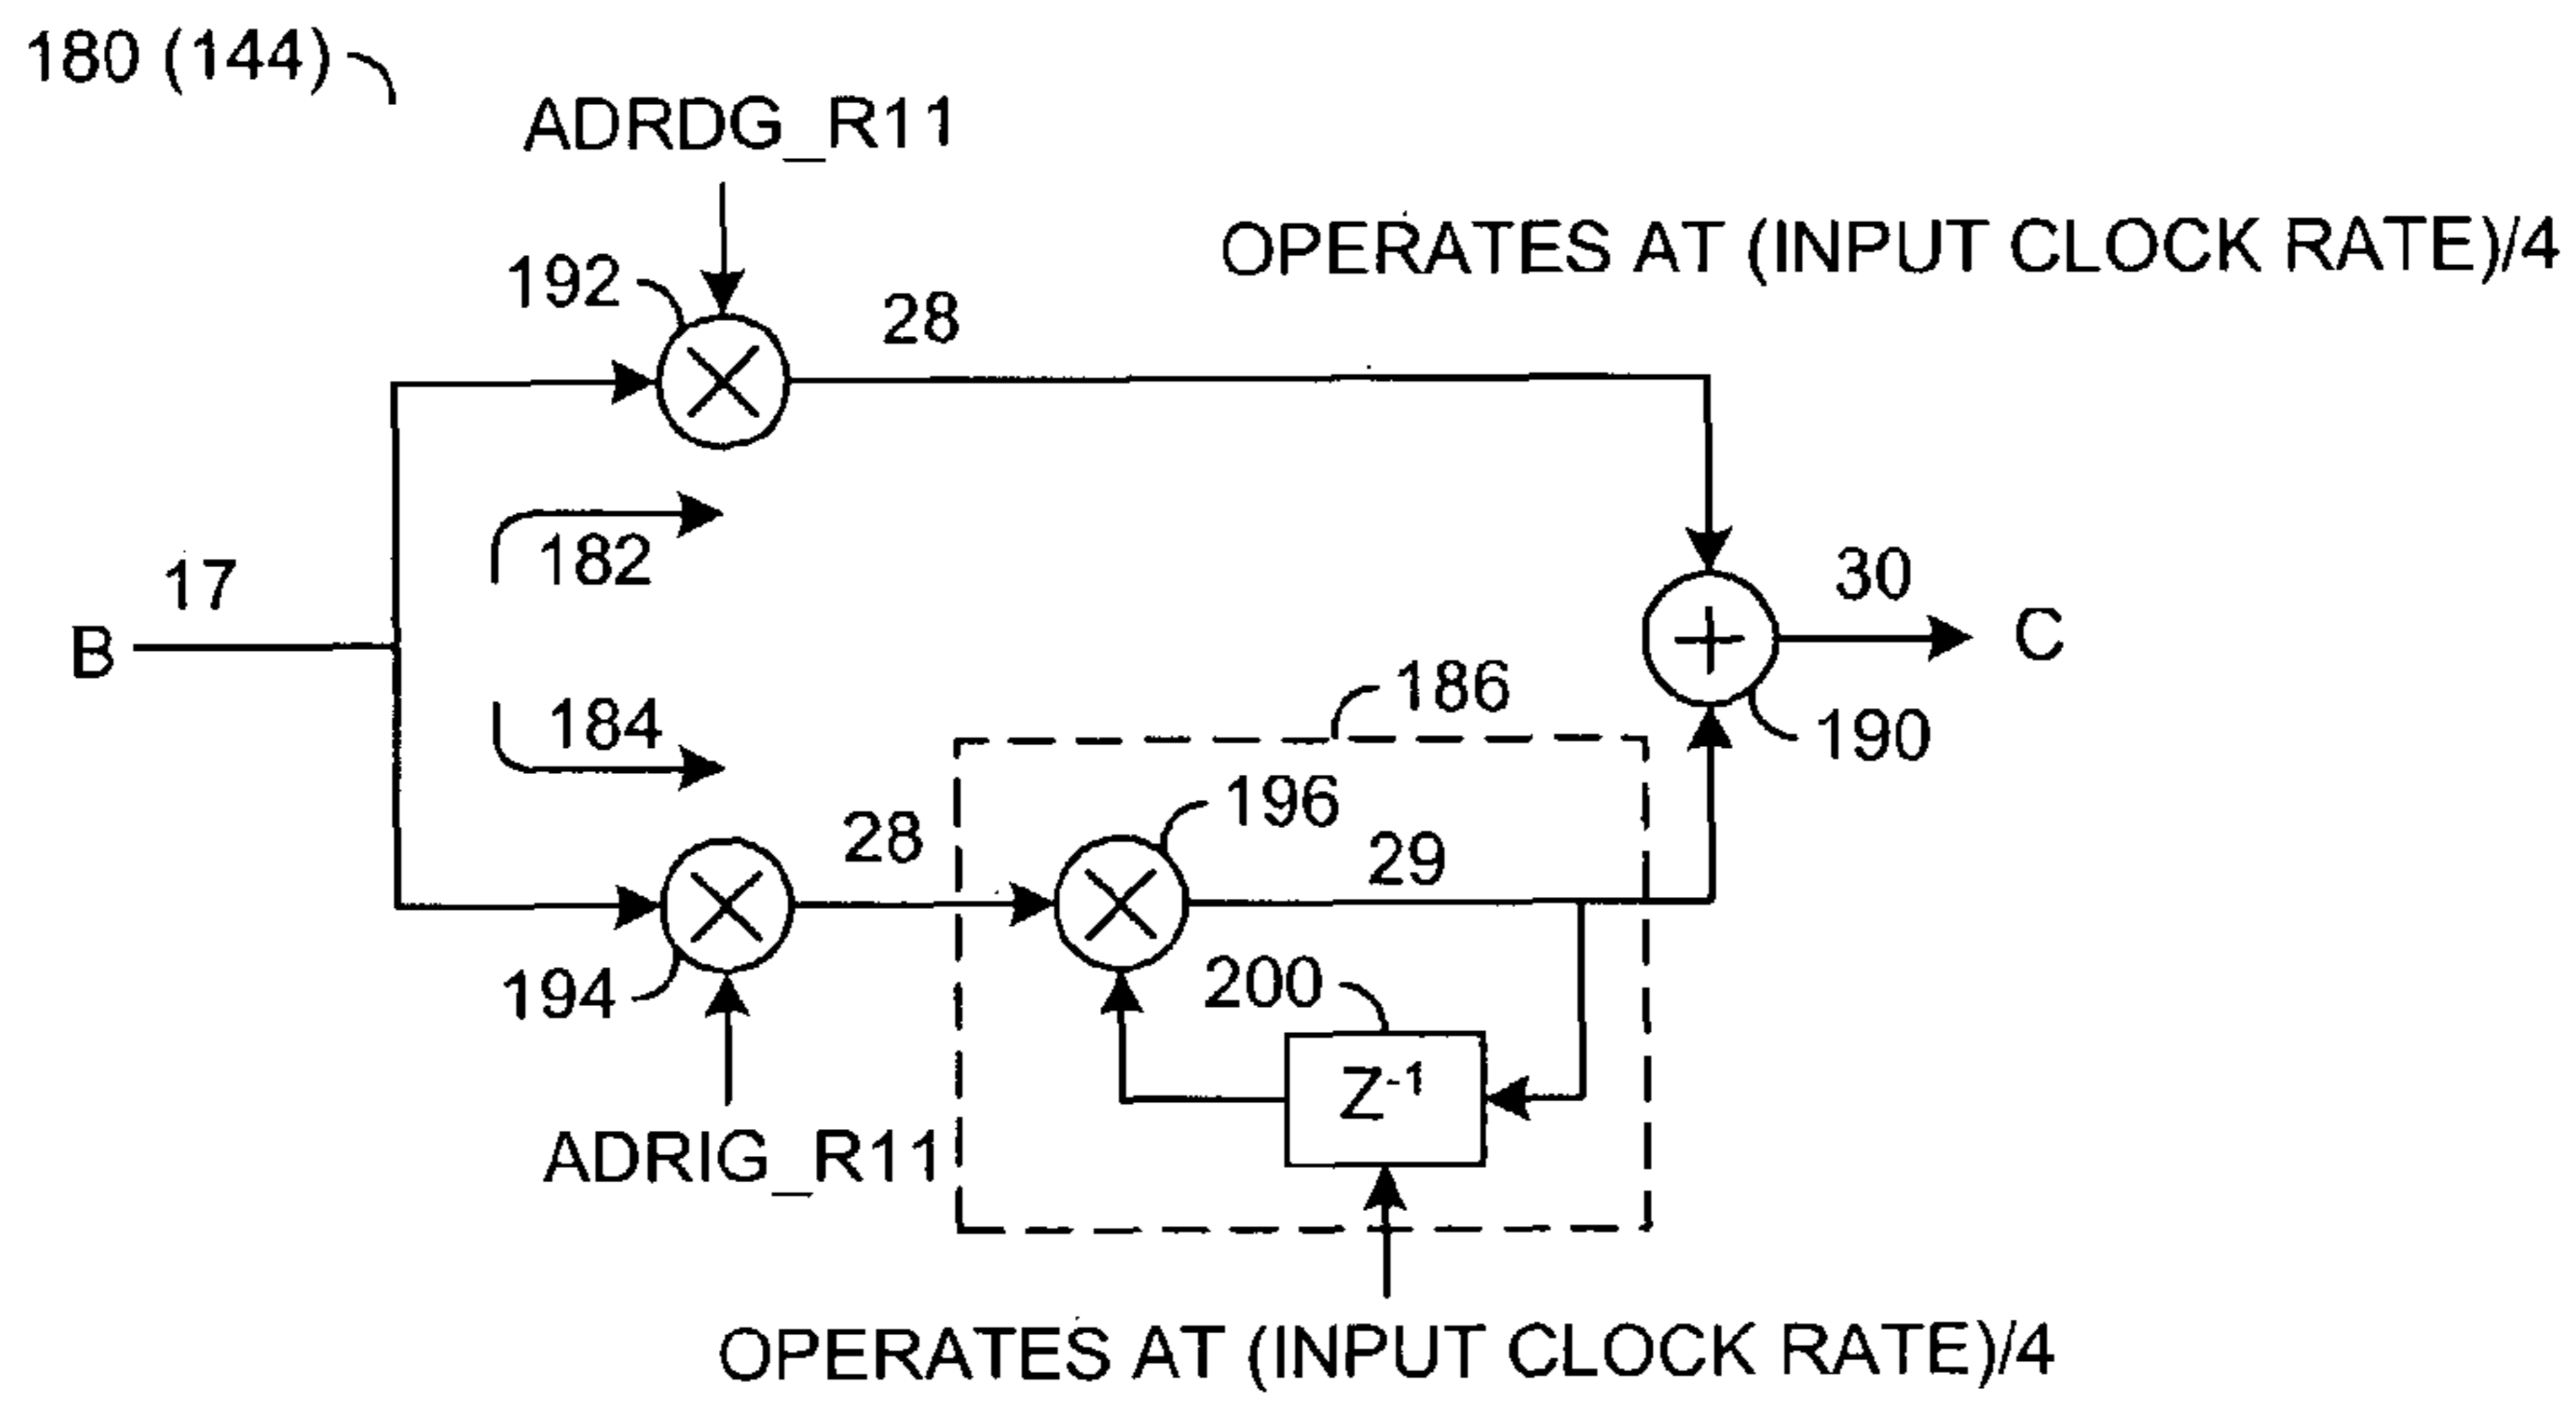 180 (144)
ADRDG_R11
OPERATES AT (INPUT CLOCK RATE)/4
192
28
17
182
30
B
C
184
186
190
196
28
29
194
200
Z⁻¹
ADRIG_R11
OPERATES AT (INPUT CLOCK RATE)/4